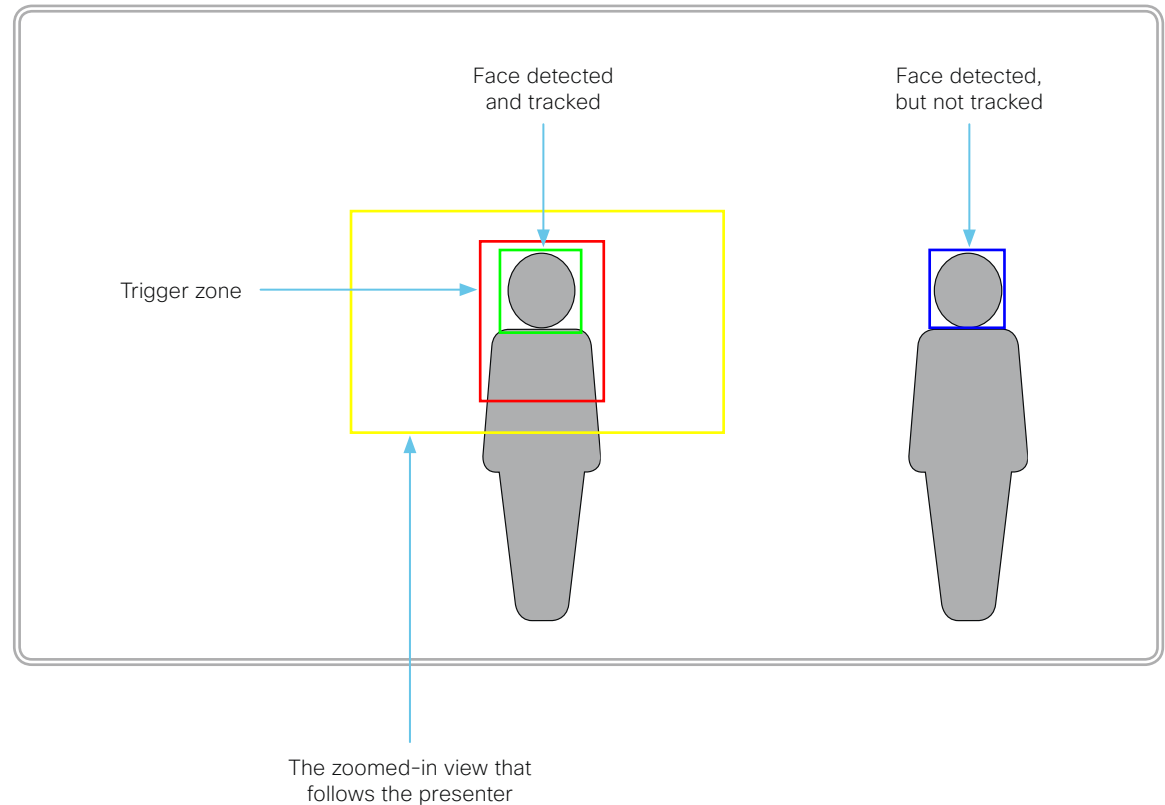 Face detected
and tracked
Face detected,
but not tracked
Trigger zone
The zoomed-in view that
follows the presenter